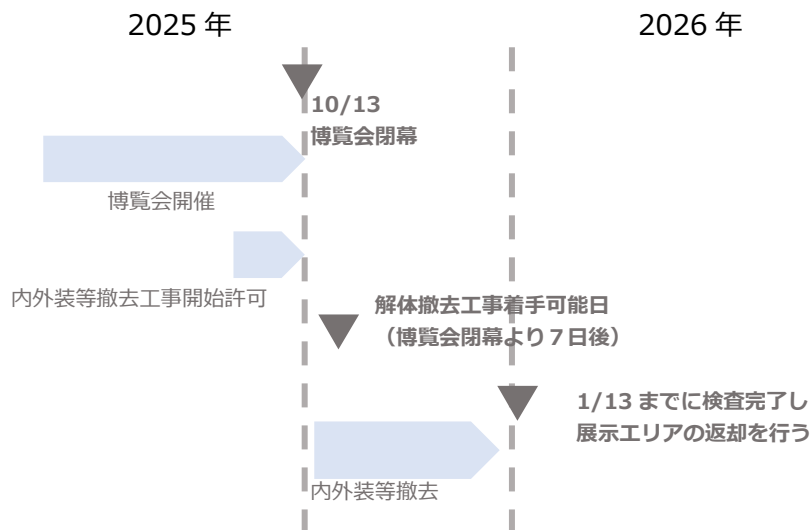 2025 年
2026 年
10/13
博覧会閉幕
博覧会開催
内外装等撤去工事開始許可
解体撤去工事着手可能日
（博覧会閉幕より７日後）
1/13 までに検査完了し
展示エリアの返却を行う
内外装等撤去